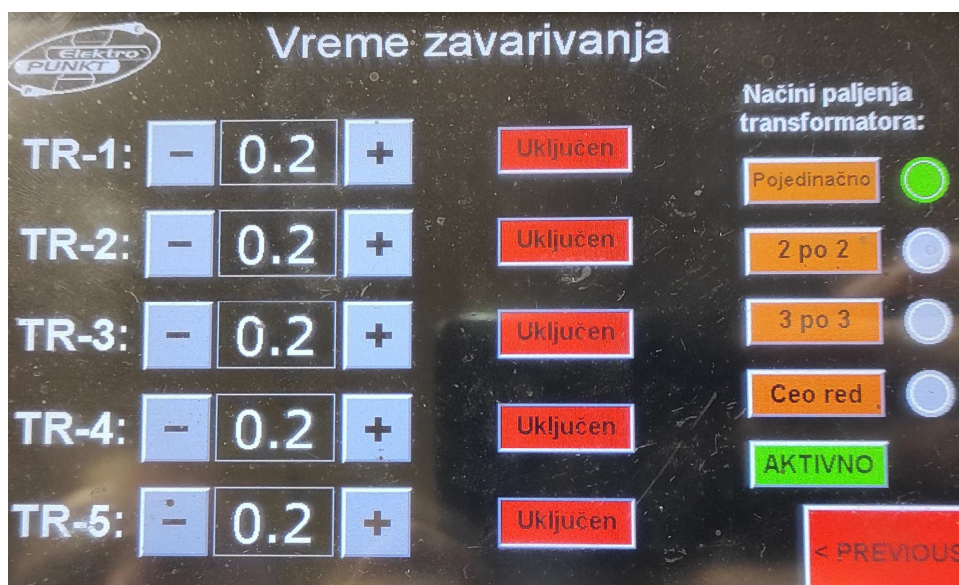 Elektro
PUNKT
Vreme zavarivanja
Načini paljenja
transformatora:
TR-1: - 0.2 + Uključen
Pojedinačno
TR-2: - 0.2 + Uključen
2 po 2
TR-3: - 0.2 + Uključen
3 po 3
Ceo red
TR-4: - 0.2 + Uključen
AKTIVNO
TR-5: - 0.2 + Uključen
< PREVIOUS